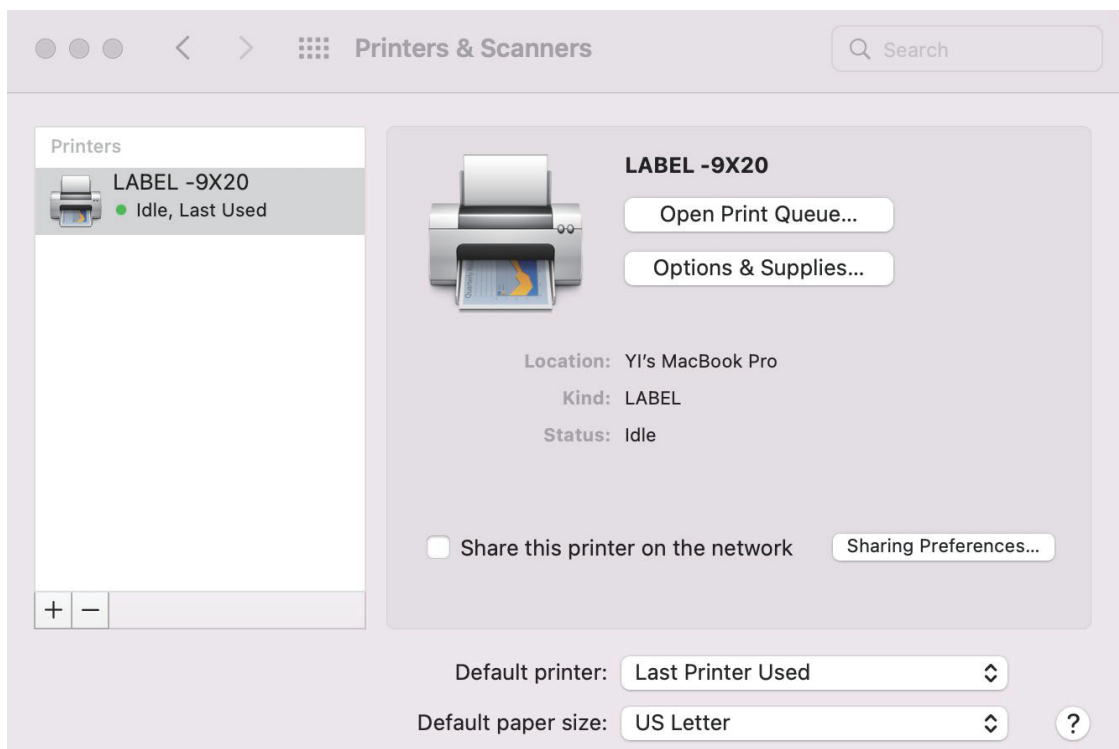 Printers & Scanners
Search
Printers
LABEL -9X20
Idle, Last Used
LABEL -9X20
Open Print Queue...
Options & Supplies...
Location: YI's MacBook Pro
Kind: LABEL
Status: Idle
Share this printer on the network
Sharing Preferences...
+ −
Default printer: Last Printer Used
Default paper size: US Letter
?